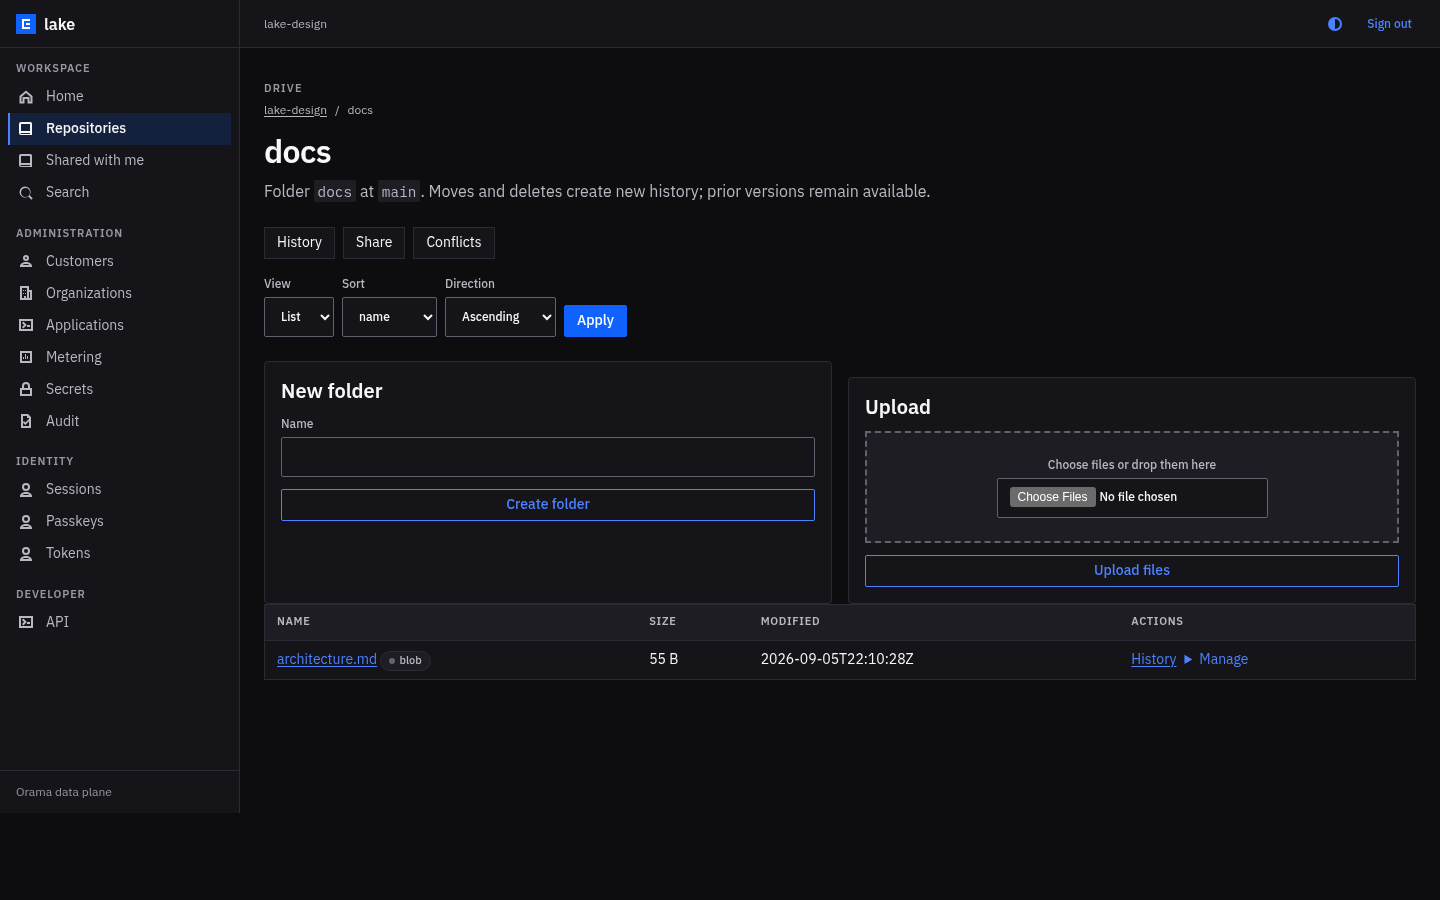 lake
lake-design
Sign out
WORKSPACE
Home
Repositories
Shared with me
Search
ADMINISTRATION
Customers
Organizations
Applications
Metering
Secrets
Audit
IDENTITY
Sessions
Passkeys
Tokens
DEVELOPER
API
Orama data plane
DRIVE
lake-design / docs
docs
Folder docs at main. Moves and deletes create new history; prior versions remain available.
History Share Conflicts
View Sort Direction
List name Ascending Apply
New folder
Name
Create folder
Upload
Choose files or drop them here
Choose Files No file chosen
Upload files
NAME SIZE MODIFIED ACTIONS
architecture.md blob 55 B 2026-09-05T22:10:28Z History ▶ Manage